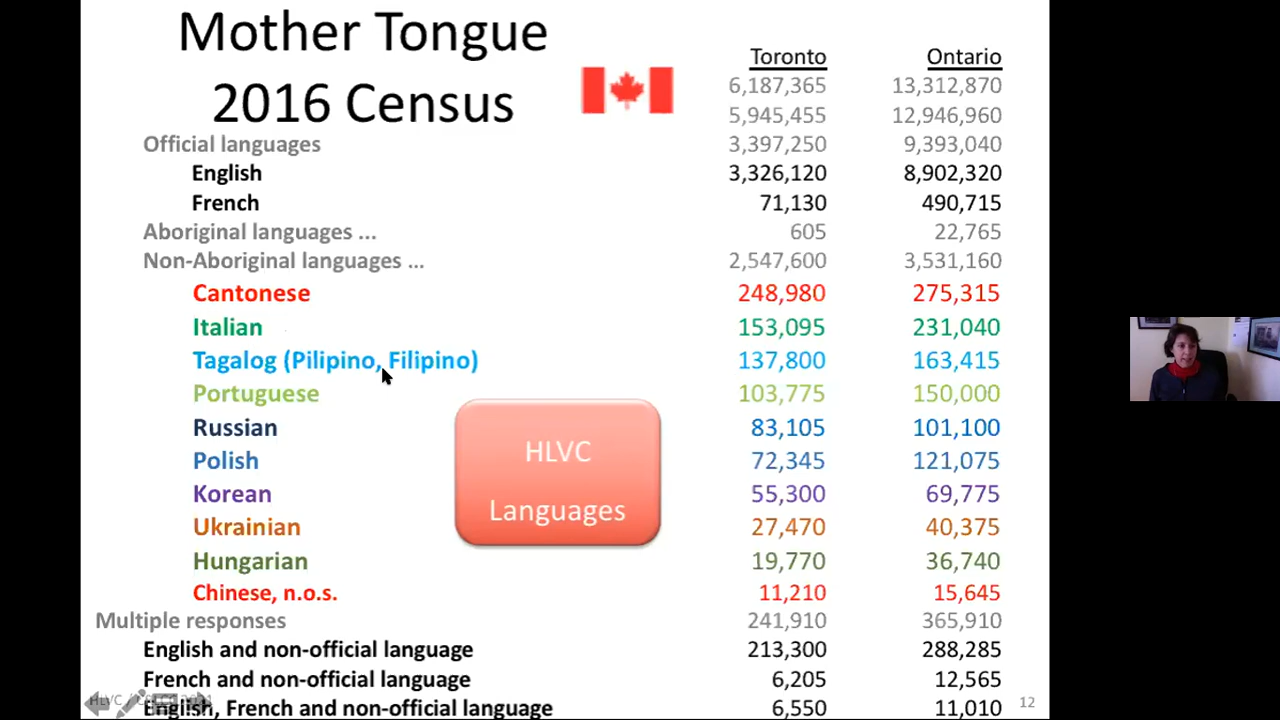 Mother Tongue
2016 Census
Toronto Ontario
6,187,365 13,312,870
5,945,455 12,946,960
Official languages 3,397,250 9,393,040
English 3,326,120 8,902,320
French 71,130 490,715
Aboriginal languages ... 605 22,765
Non-Aboriginal languages ... 2,547,600 3,531,160
Cantonese 248,980 275,315
Italian 153,095 231,040
Tagalog (Pilipino, Filipino) 137,800 163,415
Portuguese 103,775 150,000
Russian 83,105 101,100
Polish 72,345 121,075
Korean 55,300 69,775
Ukrainian 27,470 40,375
Hungarian 19,770 36,740
Chinese, n.o.s. 11,210 15,645
HLVC
Languages
Multiple responses 241,910 365,910
English and non-official language 213,300 288,285
French and non-official language 6,205 12,565
HLVC / 12
English, French and non-official language 6,550 11,010